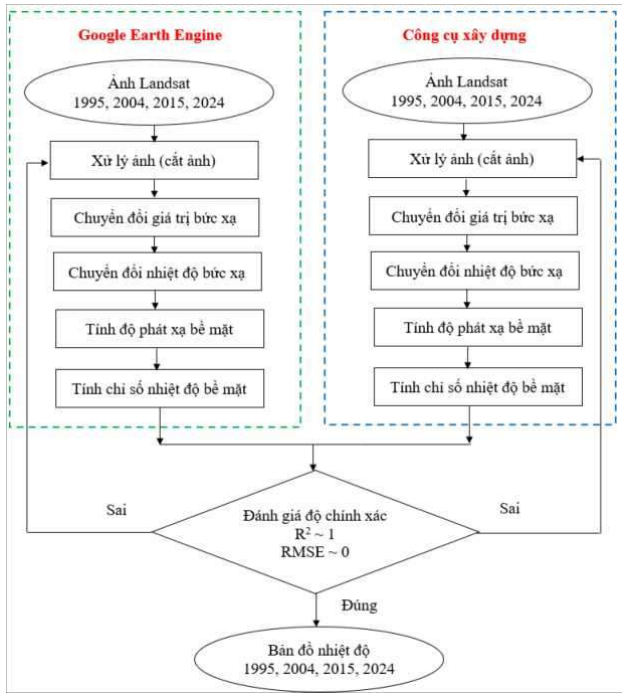 Google Earth Engine
Ảnh Landsat
1995, 2004, 2015, 2024
Xử lý ảnh (cắt ảnh)
Chuyển đổi giá trị bức xạ
Chuyển đổi nhiệt độ bức xạ
Tính độ phát xạ bề mặt
Tính chỉ số nhiệt độ bề mặt
Công cụ xây dựng
Ảnh Landsat
1995, 2004, 2015, 2024
Xử lý ảnh (cắt ảnh)
Chuyển đổi giá trị bức xạ
Chuyển đổi nhiệt độ bức xạ
Tính độ phát xạ bề mặt
Tính chỉ số nhiệt độ bề mặt
Sai
Đánh giá độ chính xác
R² ~ 1
RMSE ~ 0
Sai
Đúng
Bản đồ nhiệt độ
1995, 2004, 2015, 2024